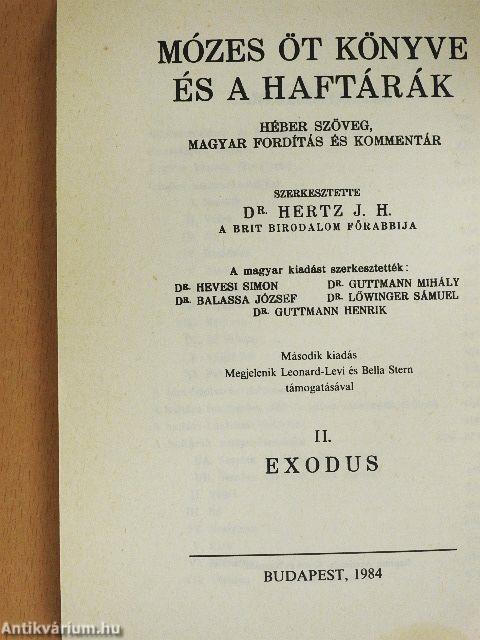 MÓZES ÖT KÖNYVE
ÉS A HAFTÁRÁK
HÉBER SZÖVEG,
MAGYAR FORDÍTÁS ÉS KOMMENTÁR
SZERKESZTETTE
DR. HERTZ J. H.
A BRIT BIRODALOM FŐRABBIJA
A magyar kiadást szerkesztették:
DR. HEVESI SIMON DR. GUTTMANN MIHÁLY
DR. BALASSA JÓZSEF DR. LŐWINGER SÁMUEL
DR. GUTTMANN HENRIK
Második kiadás
Megjelenik Leonard-Levi és Bella Stern
támogatásával
II.
EXODUS
BUDAPEST, 1984
Antikvárium.hu